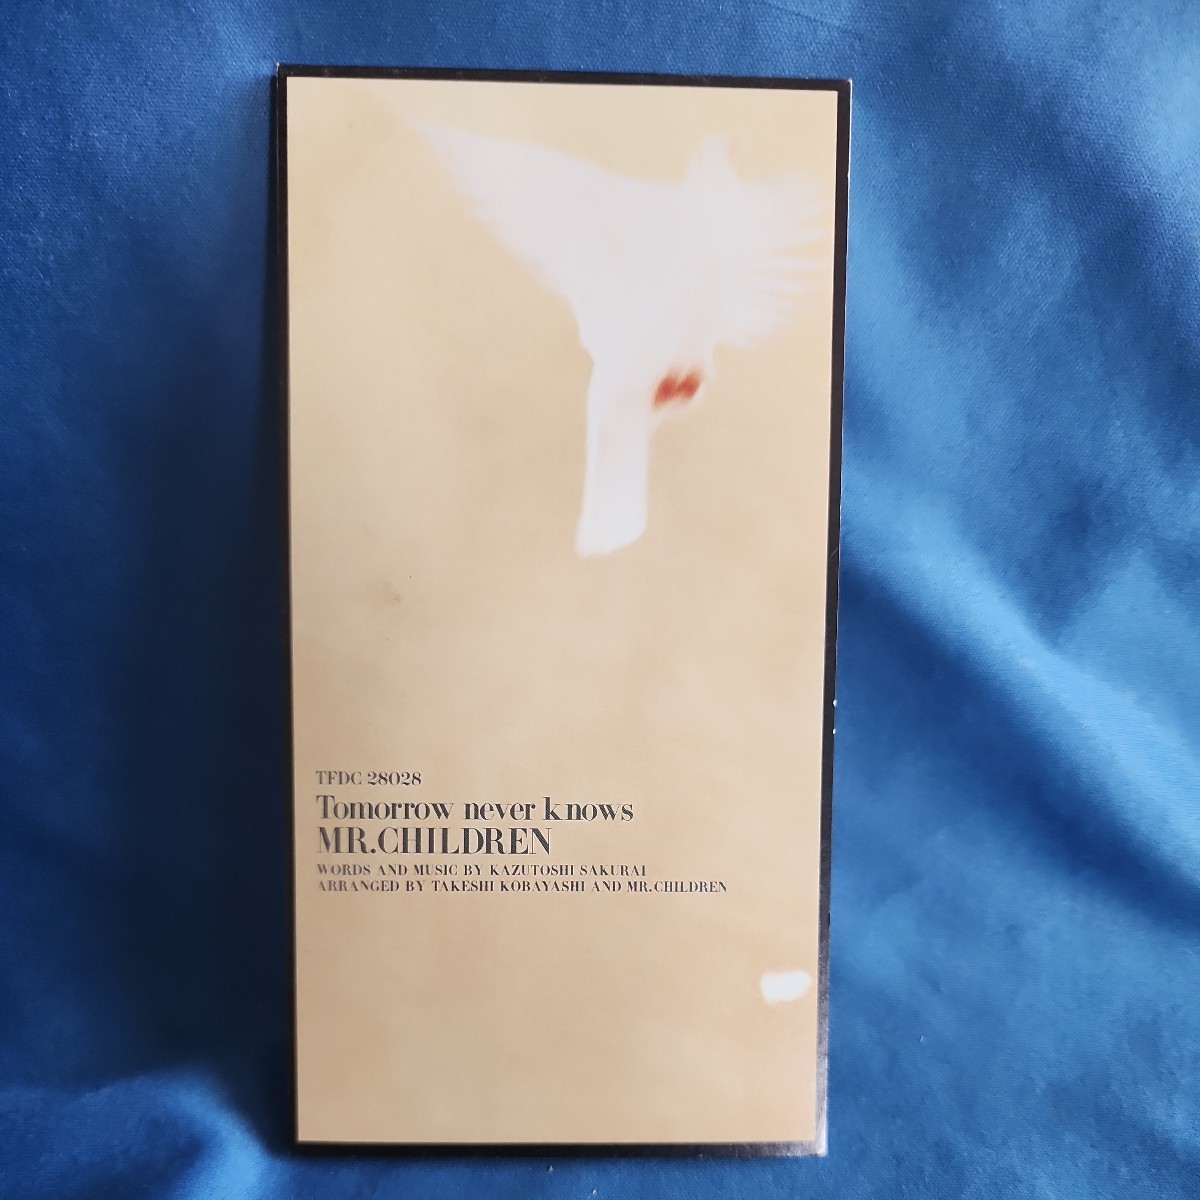 TFDC 28028
Tomorrow never knows
MR.CHILDREN
WORDS AND MUSIC BY KAZUTOSHI SAKURAI
ARRANGED BY TAKESHI KOBAYASHI AND MR.CHILDREN